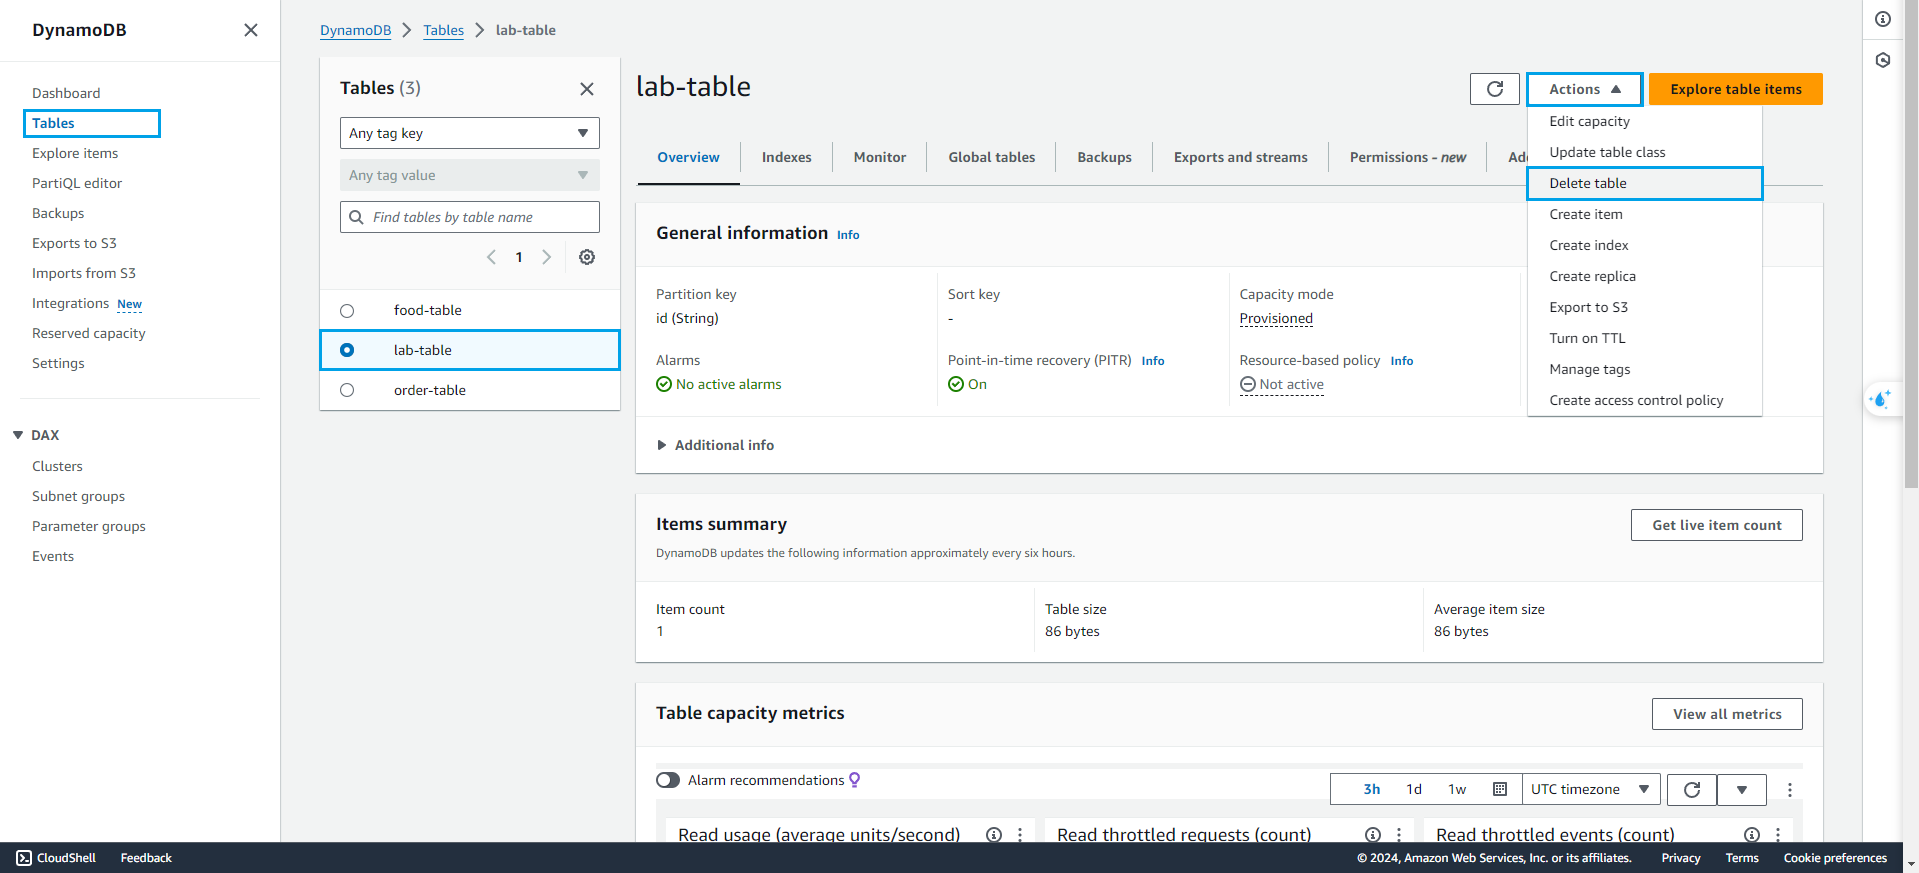 DynamoDB
Dashboard
Tables
Explore items
PartiQL editor
Backups
Exports to S3
Imports from S3
Integrations New
Reserved capacity
Settings
DAX
Clusters
Subnet groups
Parameter groups
Events
DynamoDB > Tables > lab-table
Tables (3)
Any tag key
Any tag value
Find tables by table name
1
food-table
lab-table
order-table
lab-table
Actions
Explore table items
Edit capacity
Update table class
Delete table
Create item
Create index
Create replica
Export to S3
Turn on TTL
Manage tags
Create access control policy
Overview
Indexes
Monitor
Global tables
Backups
Exports and streams
Permissions - new
General information Info
Partition key
id (String)
Sort key
-
Capacity mode
Provisioned
Alarms
No active alarms
Point-in-time recovery (PITR) Info
On
Resource-based policy Info
Not active
Additional info
Items summary
Get live item count
DynamoDB updates the following information approximately every six hours.
Item count
1
Table size
86 bytes
Average item size
86 bytes
Table capacity metrics
View all metrics
Alarm recommendations
3h 1d 1w
UTC timezone
Read usage (average units/second)
Read throttled requests (count)
Read throttled events (count)
CloudShell
Feedback
© 2024, Amazon Web Services, Inc. or its affiliates.
Privacy
Terms
Cookie preferences